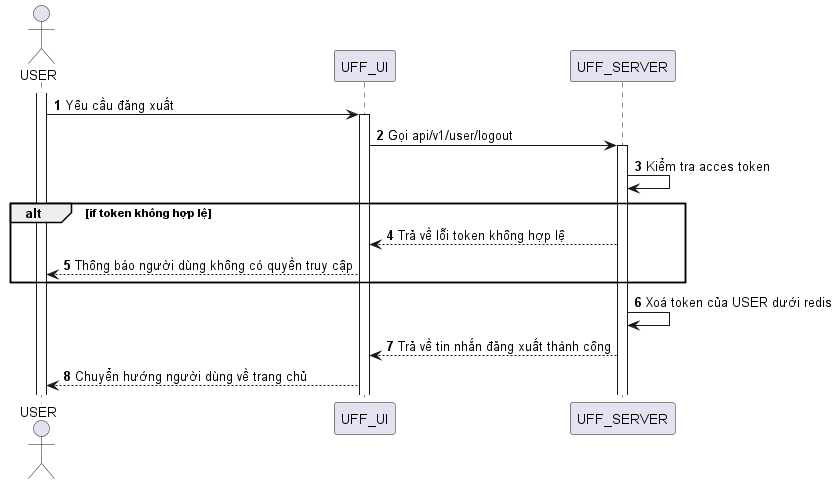 USER
UFF_UI
UFF_SERVER
1 Yêu cầu đăng xuất
2 Gọi api/v1/user/logout
3 Kiểm tra acces token
alt [if token không hợp lệ]
4 Trả về lỗi token không hợp lệ
5 Thông báo người dùng không có quyền truy cập
6 Xoá token của USER dưới redis
7 Trả về tin nhắn đăng xuất thành công
8 Chuyển hướng người dùng về trang chủ
USER
UFF_UI
UFF_SERVER